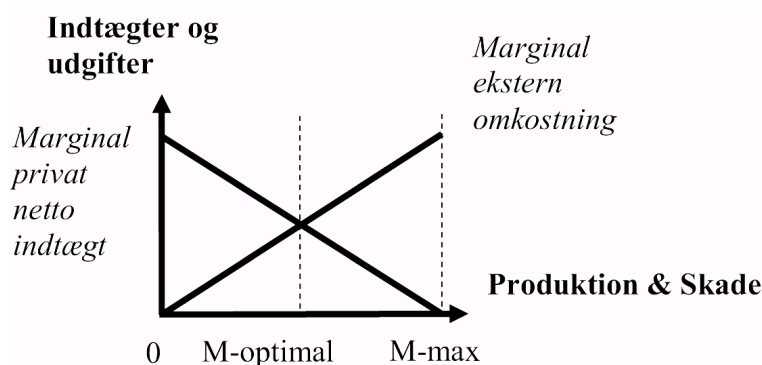 Indtægter og
udgifter
Marginal
ekstern
omkostning
Marginal
privat
netto
indtægt
Produktion & Skade
0 M-optimal M-max